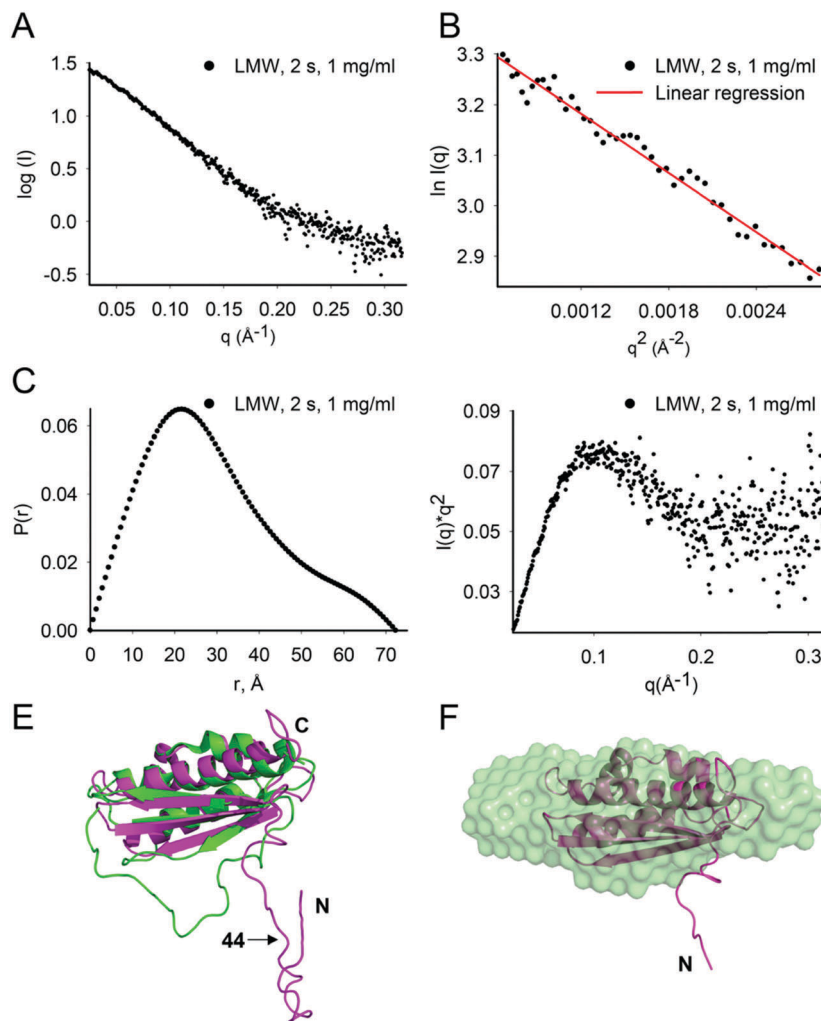 A
LMW, 2 s, 1 mg/ml
1.5
1.0
0.5
0.0
-0.5
log (I)
0.05
0.10
0.15
0.20
0.25
0.30
q (Å-1)
B
LMW, 2 s, 1 mg/ml
Linear regression
3.3
3.2
3.1
3.0
2.9
ln I(q)
0.0012
0.0018
0.0024
q2 (Å-2)
C
LMW, 2 s, 1 mg/ml
0.06
0.04
0.02
0.00
P(r)
0
10
20
30
40
50
60
70
r, Å
LMW, 2 s, 1 mg/ml
0.09
0.07
0.05
0.03
I(q)*q2
0.1
0.2
0.3
q(Å-1)
E
C
N
44
F
N